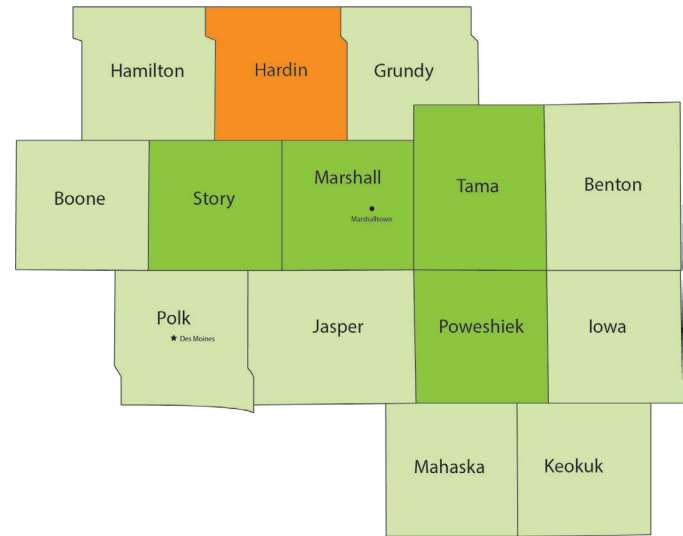 Hamilton
Hardin
Grundy
Boone
Story
Marshall
Marshalltown
Tama
Benton
Polk
Des Moines
Jasper
Poweshiek
Iowa
Mahaska
Keokuk